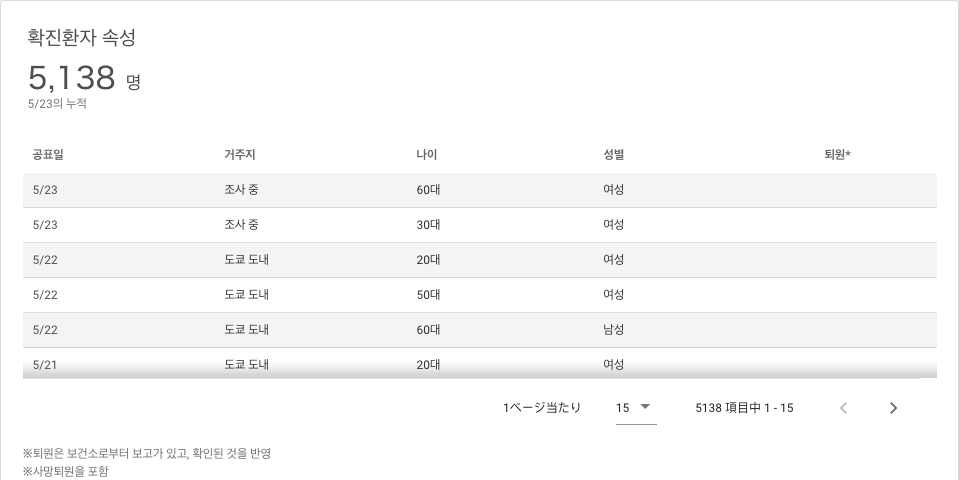 확진환자 속성
5,138 명
5/23의 누적
공표일 거주지 나이 성별 퇴원*
5/23 조사 중 60대 여성
5/23 조사 중 30대 여성
5/22 도쿄 도내 20대 여성
5/22 도쿄 도내 50대 여성
5/22 도쿄 도내 60대 남성
5/21 도쿄 도내 20대 여성
1ページ当たり 15 5138 項目中 1 - 15
※퇴원은 보건소로부터 보고가 있고, 확인된 것을 반영
※사망퇴원을 포함